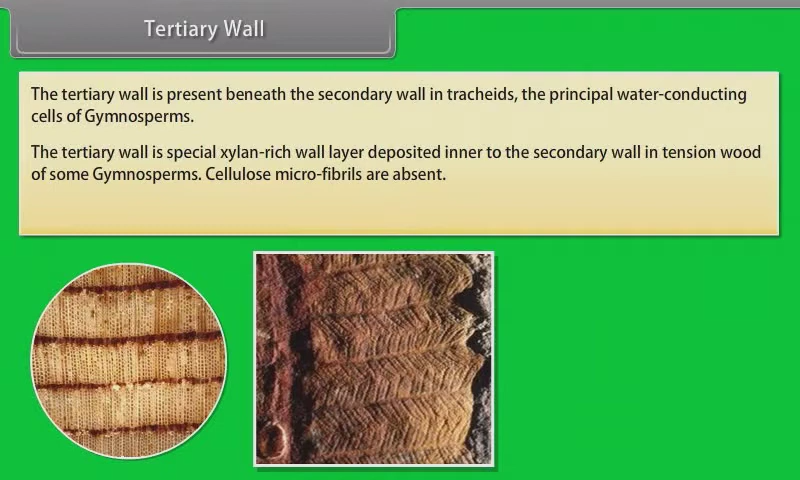 Tertiary Wall
The tertiary wall is present beneath the secondary wall in tracheids, the principal water-conducting
cells of Gymnosperms.
The tertiary wall is special xylan-rich wall layer deposited inner to the secondary wall in tension wood
of some Gymnosperms. Cellulose micro-fibrils are absent.